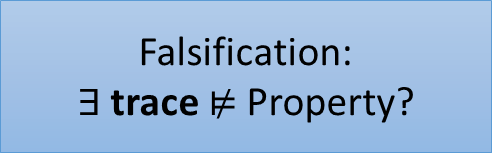 Falsification:
∃ trace ⊭ Property?